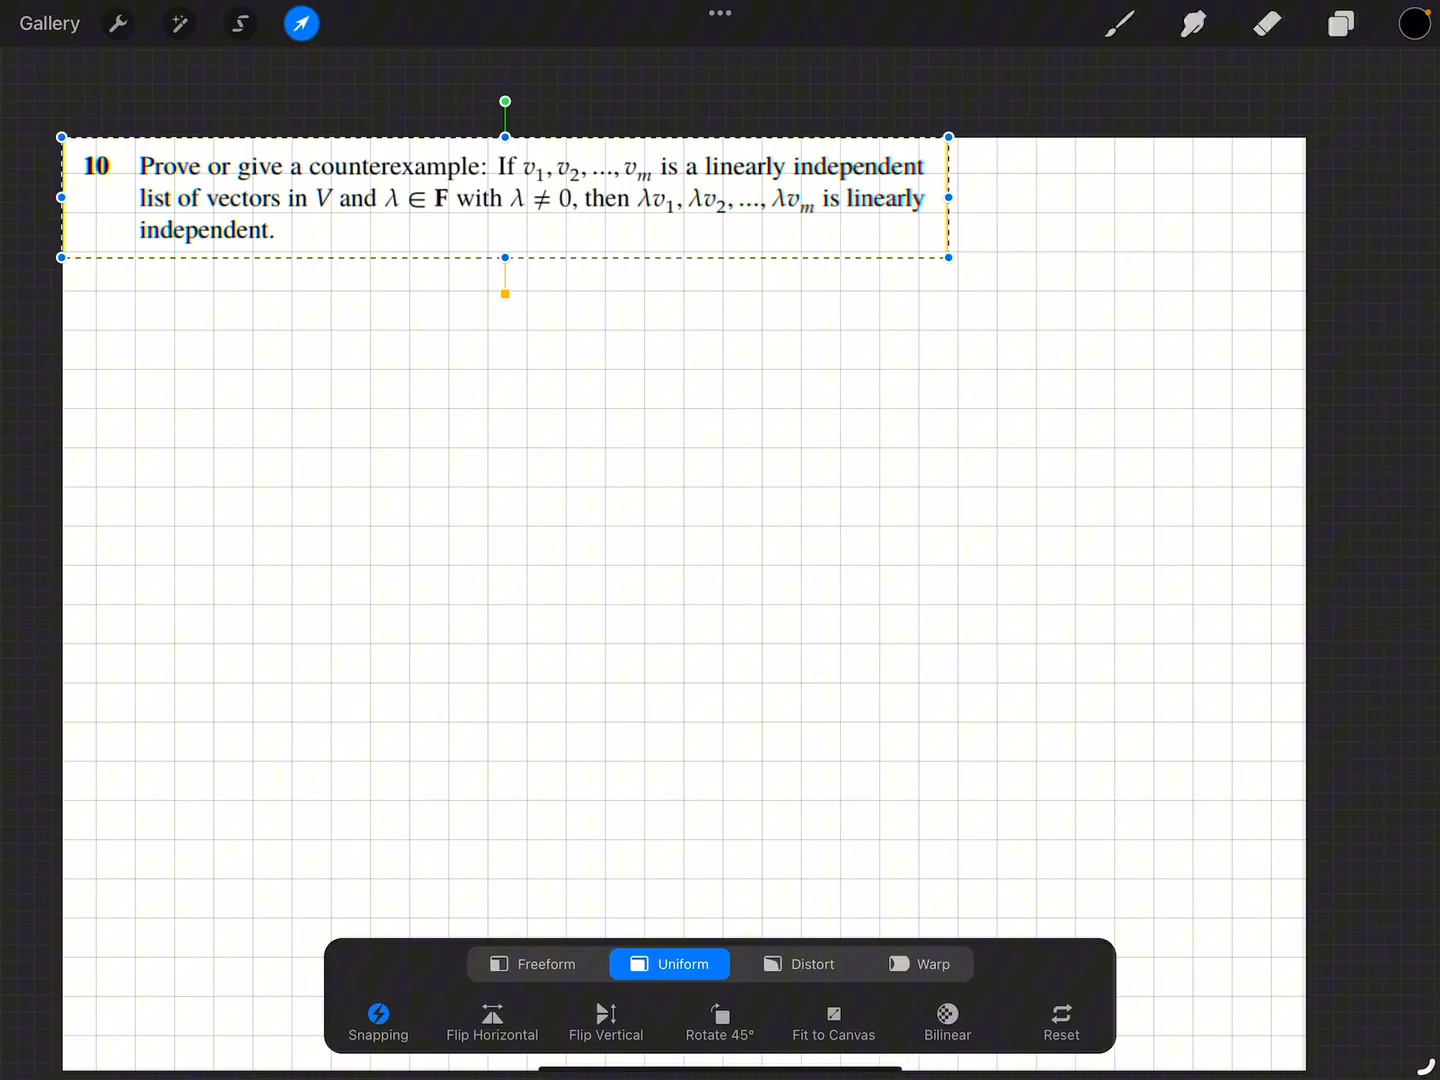 Gallery
10 Prove or give a counterexample: If v₁, v₂, ..., vₘ is a linearly independent
list of vectors in V and λ ∈ F with λ ≠ 0, then λv₁, λv₂, ..., λvₘ is linearly
independent.
Freeform Uniform Distort Warp
Snapping Flip Horizontal Flip Vertical Rotate 45° Fit to Canvas Bilinear Reset